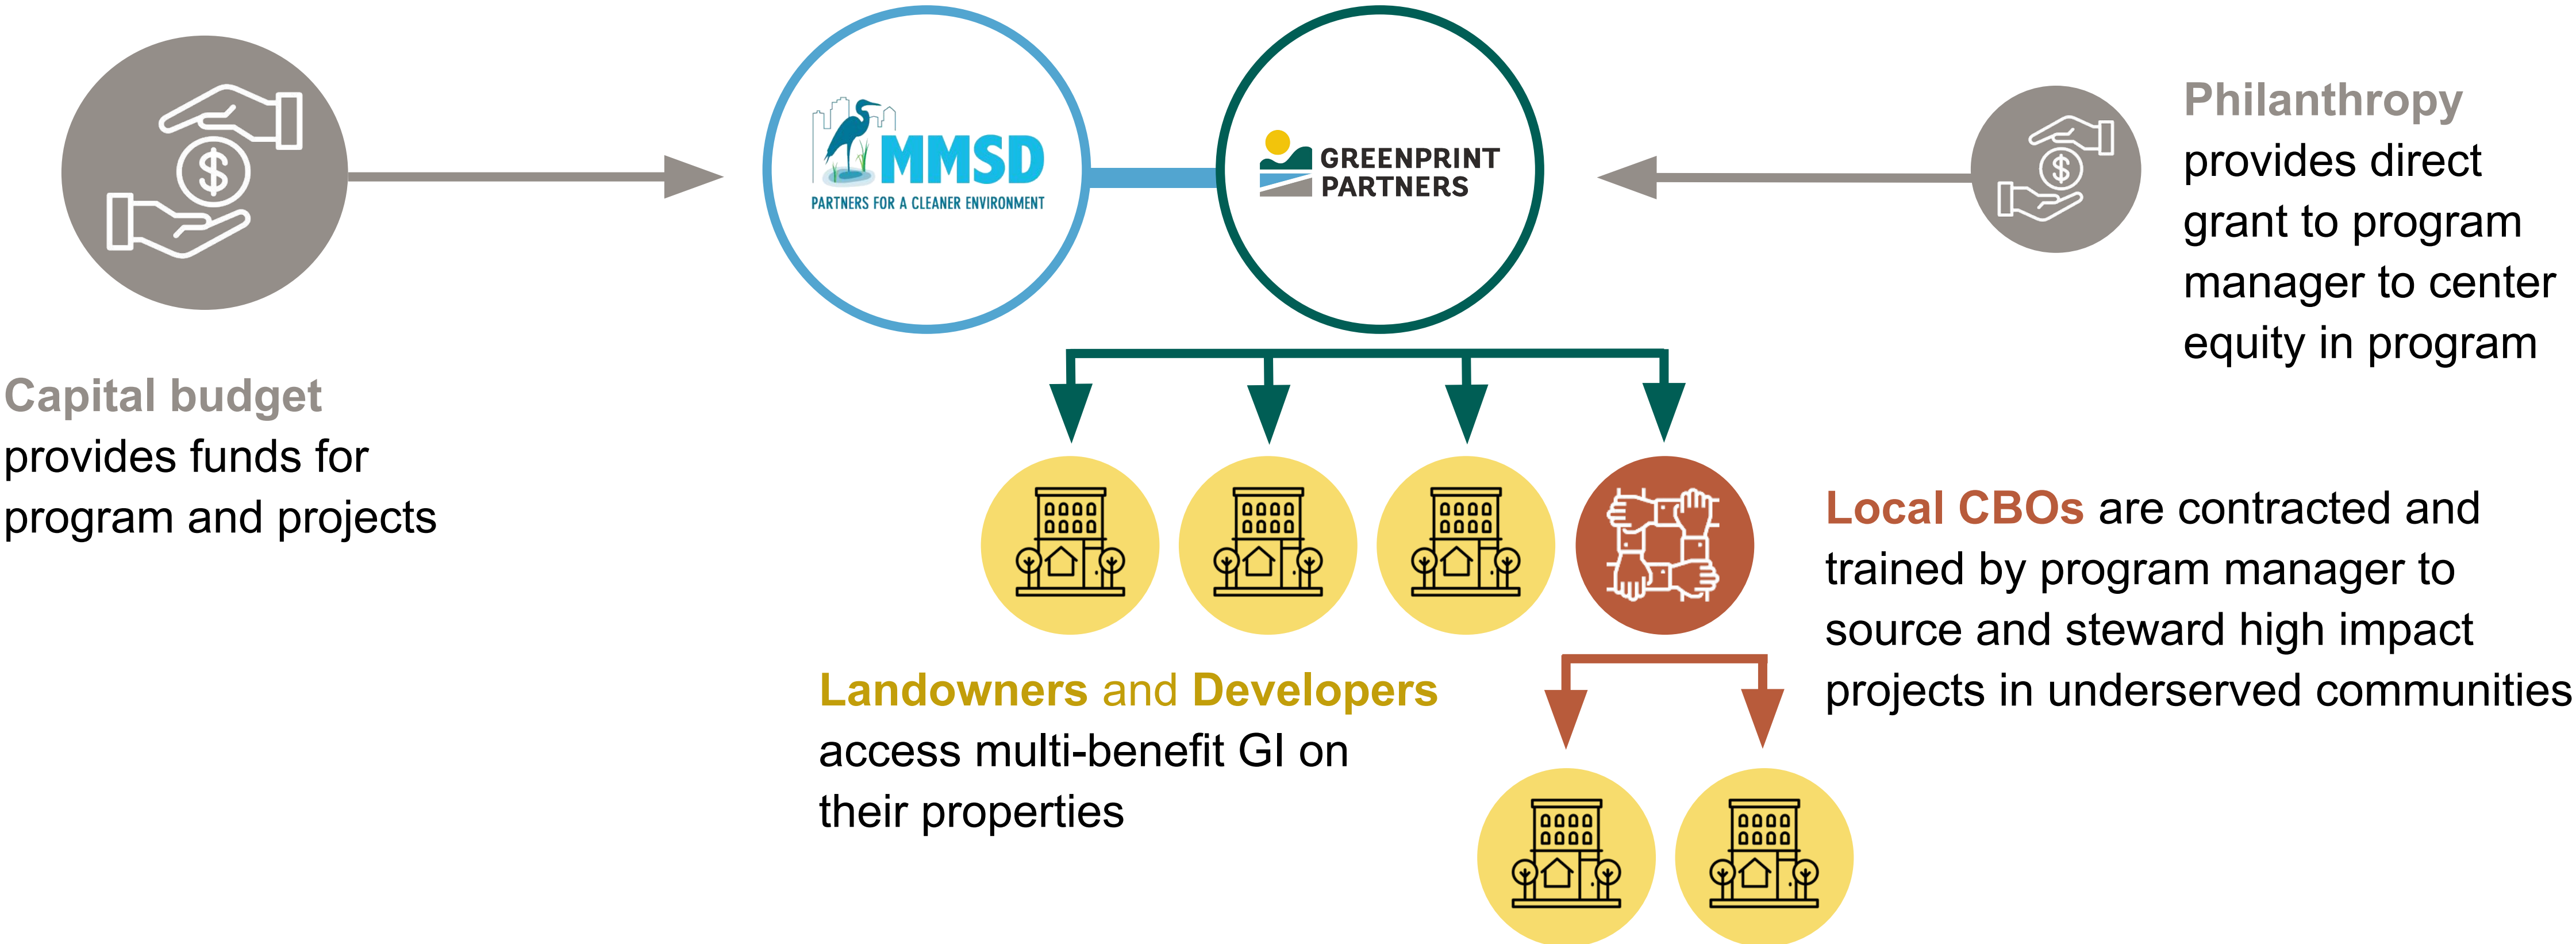 MMSD
PARTNERS FOR A CLEANER ENVIRONMENT
GREENPRINT
PARTNERS
Philanthropy
provides direct
grant to program
manager to center
equity in program
Capital budget
provides funds for
program and projects
Local CBOs are contracted and
trained by program manager to
source and steward high impact
projects in underserved communities
Landowners and Developers
access multi-benefit GI on
their properties